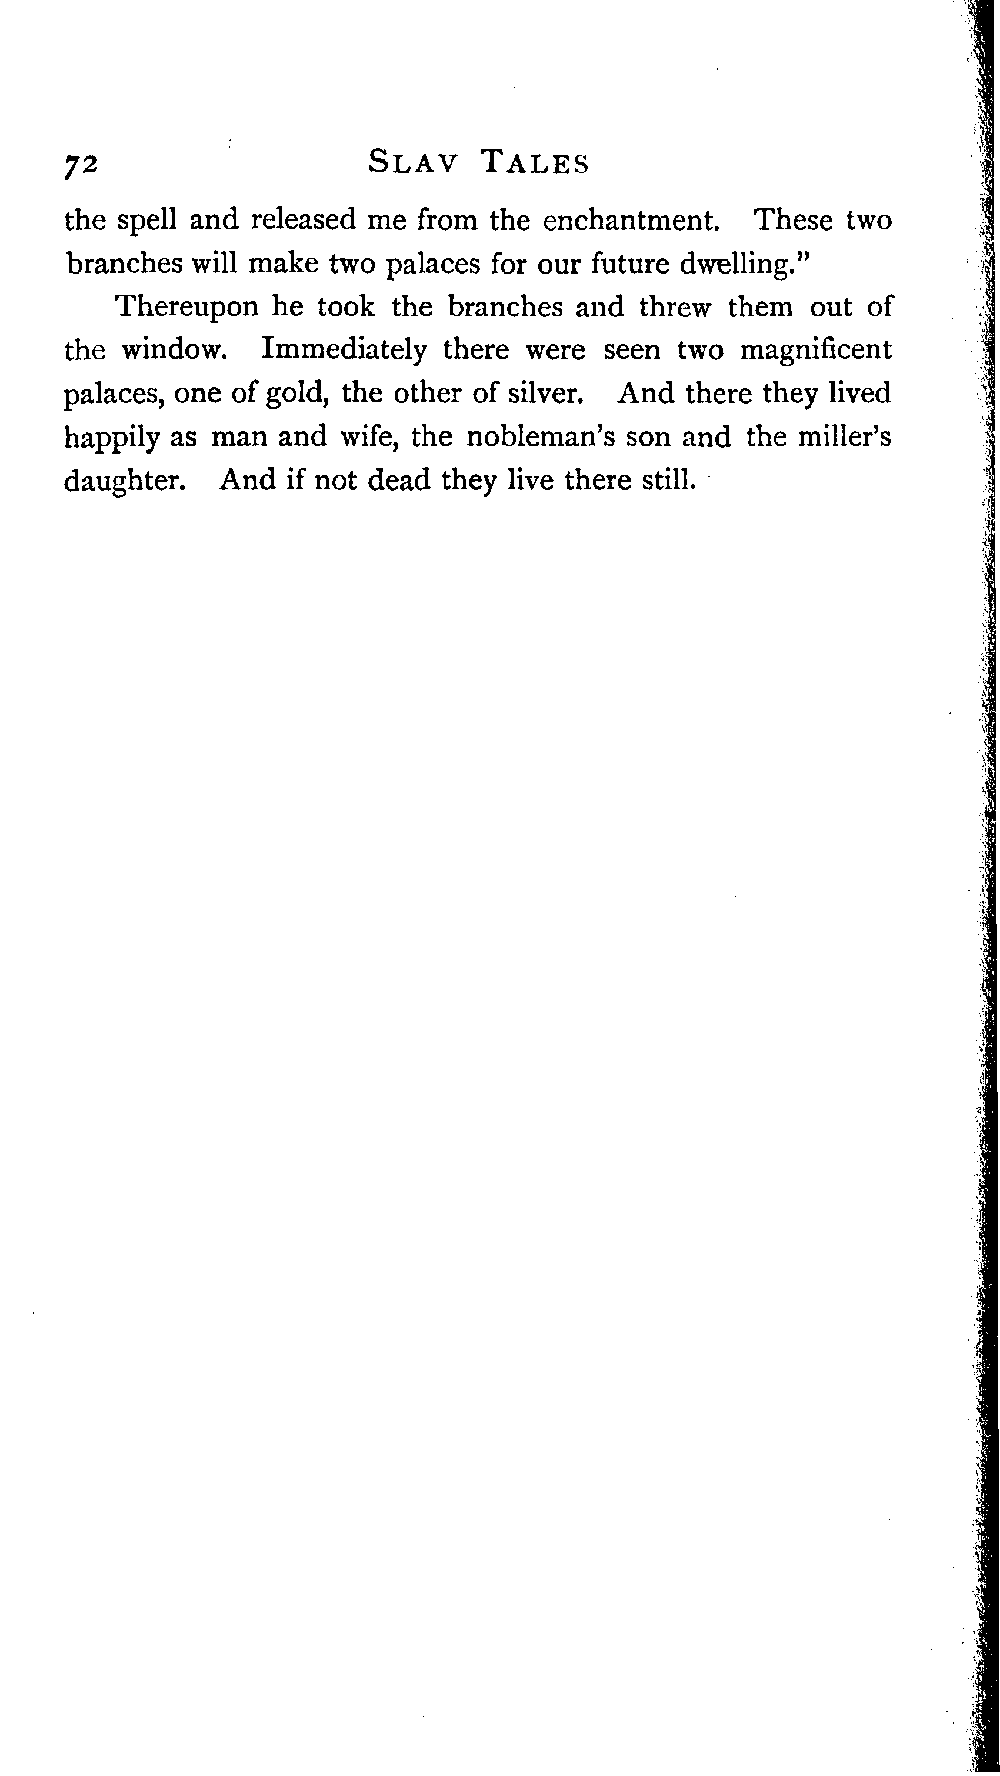 72 SLAV TALES
the spell and released me from the enchantment. These two
branches will make two palaces for our future dwelling."
Thereupon he took the branches and threw them out of
the window. Immediately there were seen two magnificent
palaces, one of gold, the other of silver. And there they lived
happily as man and wife, the nobleman's son and the miller's
daughter. And if not dead they live there still.